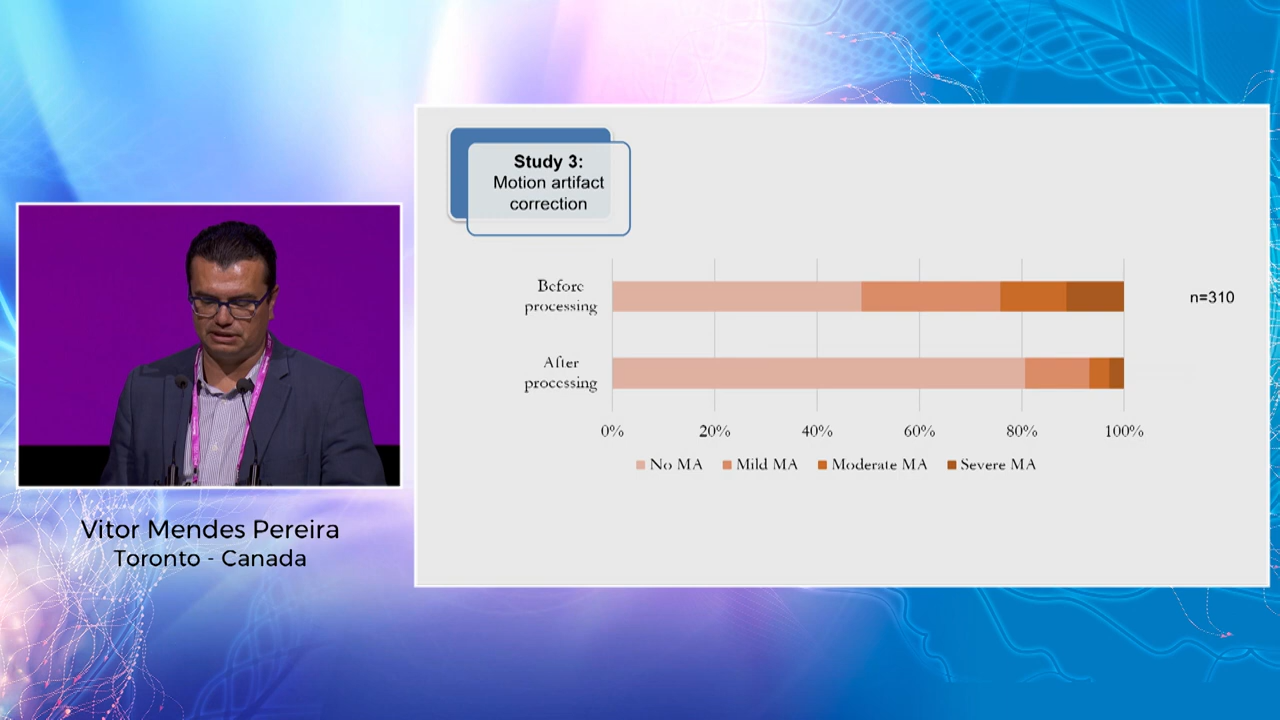 Study 3:
Motion artifact
correction
Before
processing
n=310
After
processing
0% 20% 40% 60% 80% 100%
No MA Mild MA Moderate MA Severe MA
Vitor Mendes Pereira
Toronto - Canada